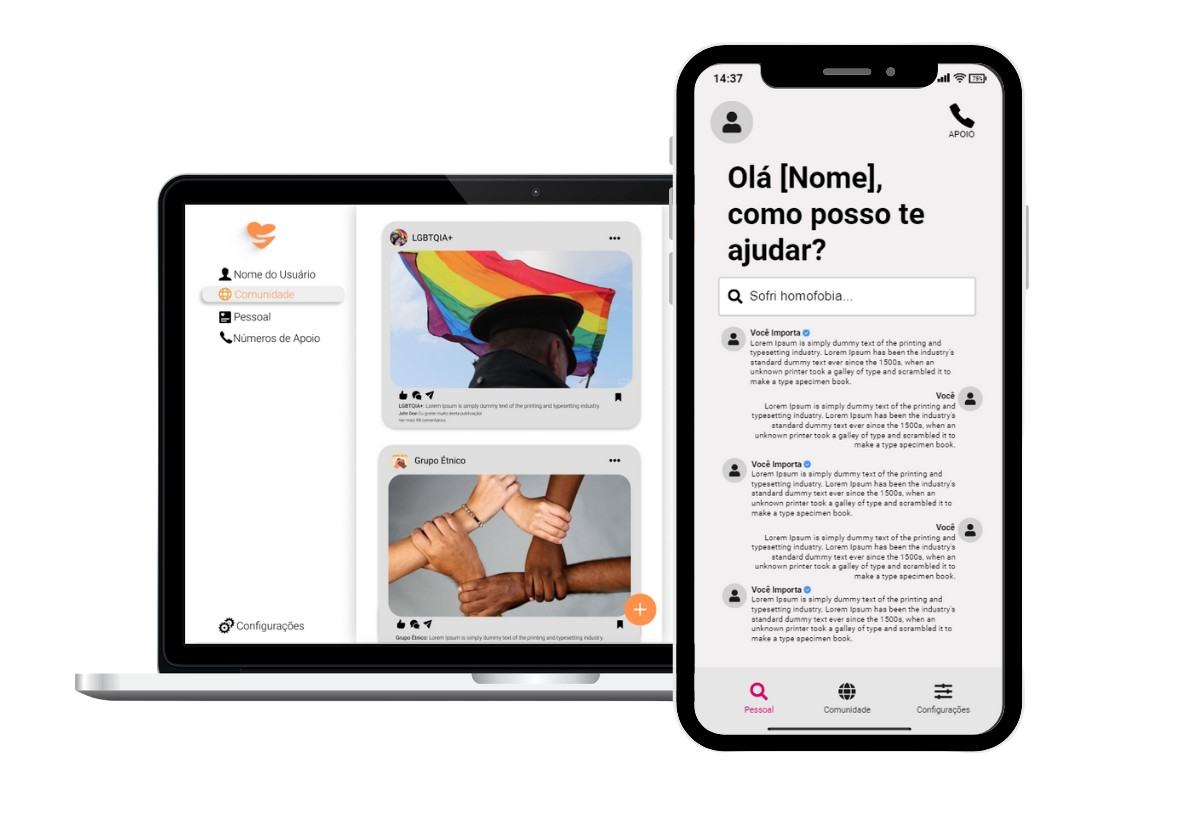 Nome do Usuário
Comunidade
Pessoal
Números de Apoio
Configurações
LGBTQIA+
LGBTQIA+: Lorem Ipsum is simply dummy text of the printing and typesetting industry.
John Doe: Eu gostei muito desta publicação!
Ver mais 98 comentários
Grupo Étnico
Grupo Étnico: Lorem Ipsum is simply dummy text of the printing and typesetting industry.
14:37
75%
APOIO
Olá [Nome],
como posso te
ajudar?
Sofri homofobia...
Você Importa
Lorem Ipsum is simply dummy text of the printing and
typesetting industry. Lorem Ipsum has been the industry's
standard dummy text ever since the 1500s, when an
unknown printer took a galley of type and scrambled it to
make a type specimen book.
Você
Lorem Ipsum is simply dummy text of the printing and
typesetting industry. Lorem Ipsum has been the industry's
standard dummy text ever since the 1500s, when an
unknown printer took a galley of type and scrambled it to
make a type specimen book.
Você Importa
Lorem Ipsum is simply dummy text of the printing and
typesetting industry. Lorem Ipsum has been the industry's
standard dummy text ever since the 1500s, when an
unknown printer took a galley of type and scrambled it to
make a type specimen book.
Você
Lorem Ipsum is simply dummy text of the printing and
typesetting industry. Lorem Ipsum has been the industry's
standard dummy text ever since the 1500s, when an
unknown printer took a galley of type and scrambled it to
make a type specimen book.
Você Importa
Lorem Ipsum is simply dummy text of the printing and
typesetting industry. Lorem Ipsum has been the industry's
standard dummy text ever since the 1500s, when an
unknown printer took a galley of type and scrambled it to
make a type specimen book.
Pessoal
Comunidade
Configurações